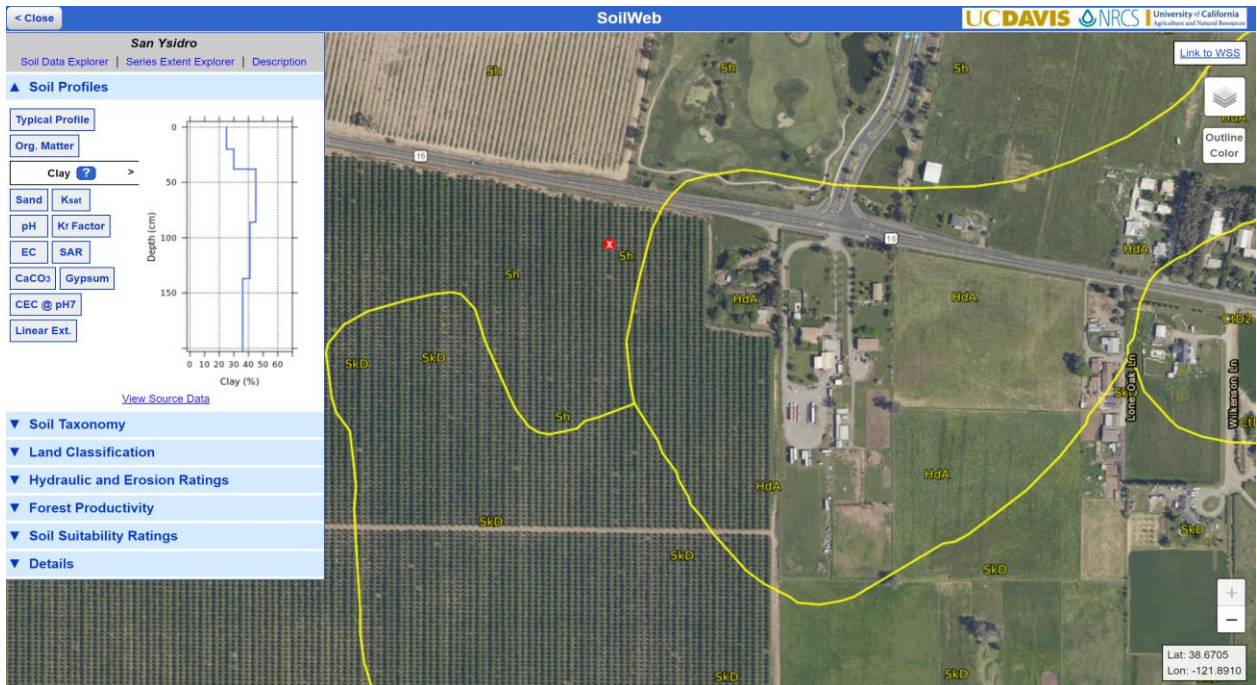 < Close
SoilWeb
UCDAVIS
NRCS
University of California
Agriculture and Natural Resources
San Ysidro
Soil Data Explorer | Series Extent Explorer | Description
▲ Soil Profiles
Typical Profile
Org. Matter
Clay ? >
Sand Ksat
pH Kf Factor
EC SAR
CaCO3 Gypsum
CEC @ pH7
Linear Ext.
Depth (cm)
0
50
100
150
0 10 20 30 40 50 60
Clay (%)
View Source Data
▼ Soil Taxonomy
▼ Land Classification
▼ Hydraulic and Erosion Ratings
▼ Forest Productivity
▼ Soil Suitability Ratings
▼ Details
Link to WSS
Outline
Color
Sh
Sh
Sh
HdA
16
16
X
Sh
Sh
HdA
HdA
HdA
CtD2
SkD
SkD
Sh
Lone Oak Ln
Wilkenson Ln
HdA
HdA
SkD
SkD
SkD
SkD
SkD
SkD
+
−
Lat: 38.6705
Lon: -121.8910